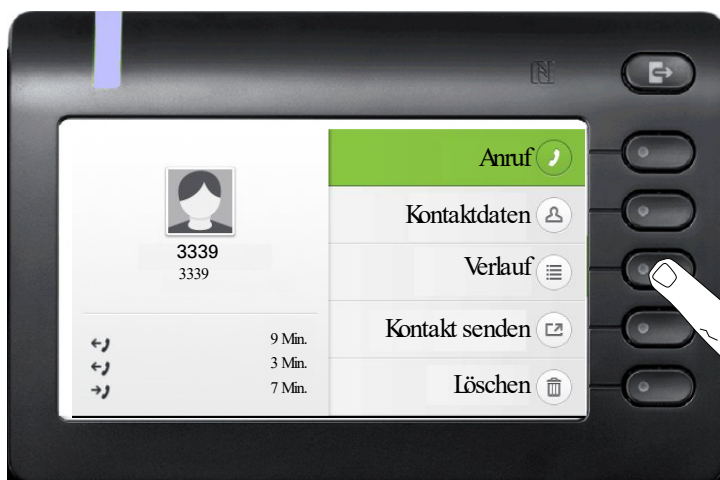 Anruf
Kontaktdaten
3339
3339
Verlauf
Kontakt senden
9 Min.
3 Min.
7 Min.
Löschen